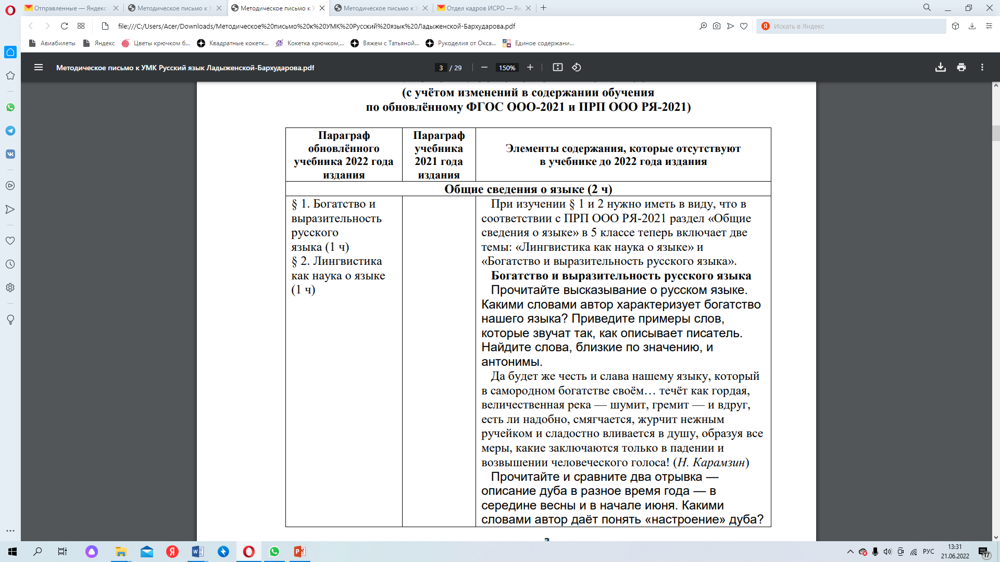 Отправленные — Яндекс
Методическое письмо к У
Методическое письмо к У
Методическое письмо к У
Отдел кадров ИСРО — Ян
file:///C:/Users/Acer/Downloads/Методическое%20письмо%20к%20УМК%20Русский%20язык%20Ладыженской-Бархударова.pdf
Искать в Яндекс
Авиабилеты
Яндекс
Цветы крючком б...
Квадратные кокетк...
Кокетка крючком,...
Вяжем с Татьяной...
Рукоделия от Окса...
Единое содержани...
Методическое письмо к УМК Русский язык Ладыженской-Бархударова.pdf
3 / 29
150%
(с учётом изменений в содержании обучения
по обновлённому ФГОС ООО-2021 и ПРП ООО РЯ-2021)
Параграф
обновлённого
учебника 2022 года
издания
Параграф
учебника
2021 года
издания
Элементы содержания, которые отсутствуют
в учебнике до 2022 года издания
Общие сведения о языке (2 ч)
§ 1. Богатство и
выразительность
русского
языка (1 ч)
§ 2. Лингвистика
как наука о языке
(1 ч)
При изучении § 1 и 2 нужно иметь в виду, что в
соответствии с ПРП ООО РЯ-2021 раздел «Общие
сведения о языке» в 5 классе теперь включает две
темы: «Лингвистика как наука о языке» и
«Богатство и выразительность русского языка».
Богатство и выразительность русского языка
Прочитайте высказывание о русском языке.
Какими словами автор характеризует богатство
нашего языка? Приведите примеры слов,
которые звучат так, как описывает писатель.
Найдите слова, близкие по значению, и
антонимы.
Да будет же честь и слава нашему языку, который
в самородном богатстве своём… течёт как гордая,
величественная река — шумит, гремит — и вдруг,
есть ли надобно, смягчается, журчит нежным
ручейком и сладостно вливается в душу, образуя все
меры, какие заключаются только в падении и
возвышении человеческого голоса! (Н. Карамзин)
Прочитайте и сравните два отрывка —
описание дуба в разное время года — в
середине весны и в начале июня. Какими
словами автор даёт понять «настроение» дуба?
РУС
13:31
21.06.2022
17